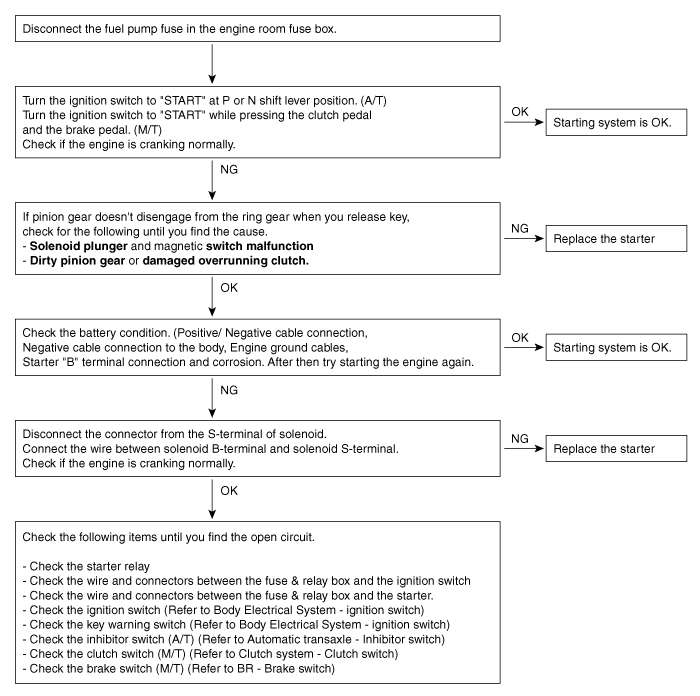 Disconnect the fuel pump fuse in the engine room fuse box.
Turn the ignition switch to "START" at P or N shift lever position. (A/T)
Turn the ignition switch to "START" while pressing the clutch pedal
and the brake pedal. (M/T)
Check if the engine is cranking normally.
OK
Starting system is OK.
NG
If pinion gear doesn't disengage from the ring gear when you release key,
check for the following until you find the cause.
- Solenoid plunger and magnetic switch malfunction
- Dirty pinion gear or damaged overrunning clutch.
NG
Replace the starter
OK
Check the battery condition. (Positive/ Negative cable connection,
Negative cable connection to the body, Engine ground cables,
Starter "B" terminal connection and corrosion. After then try starting the engine again.
OK
Starting system is OK.
NG
Disconnect the connector from the S-terminal of solenoid.
Connect the wire between solenoid B-terminal and solenoid S-terminal.
Check if the engine is cranking normally.
NG
Replace the starter
OK
Check the following items until you find the open circuit.
- Check the starter relay
- Check the wire and connectors between the fuse & relay box and the ignition switch
- Check the wire and connectors between the fuse & relay box and the starter.
- Check the ignition switch (Refer to Body Electrical System - ignition switch)
- Check the key warning switch (Refer to Body Electrical System - ignition switch)
- Check the inhibitor switch (A/T) (Refer to Automatic transaxle - Inhibitor switch)
- Check the clutch switch (M/T) (Refer to Clutch system - Clutch switch)
- Check the brake switch (M/T) (Refer to BR - Brake switch)